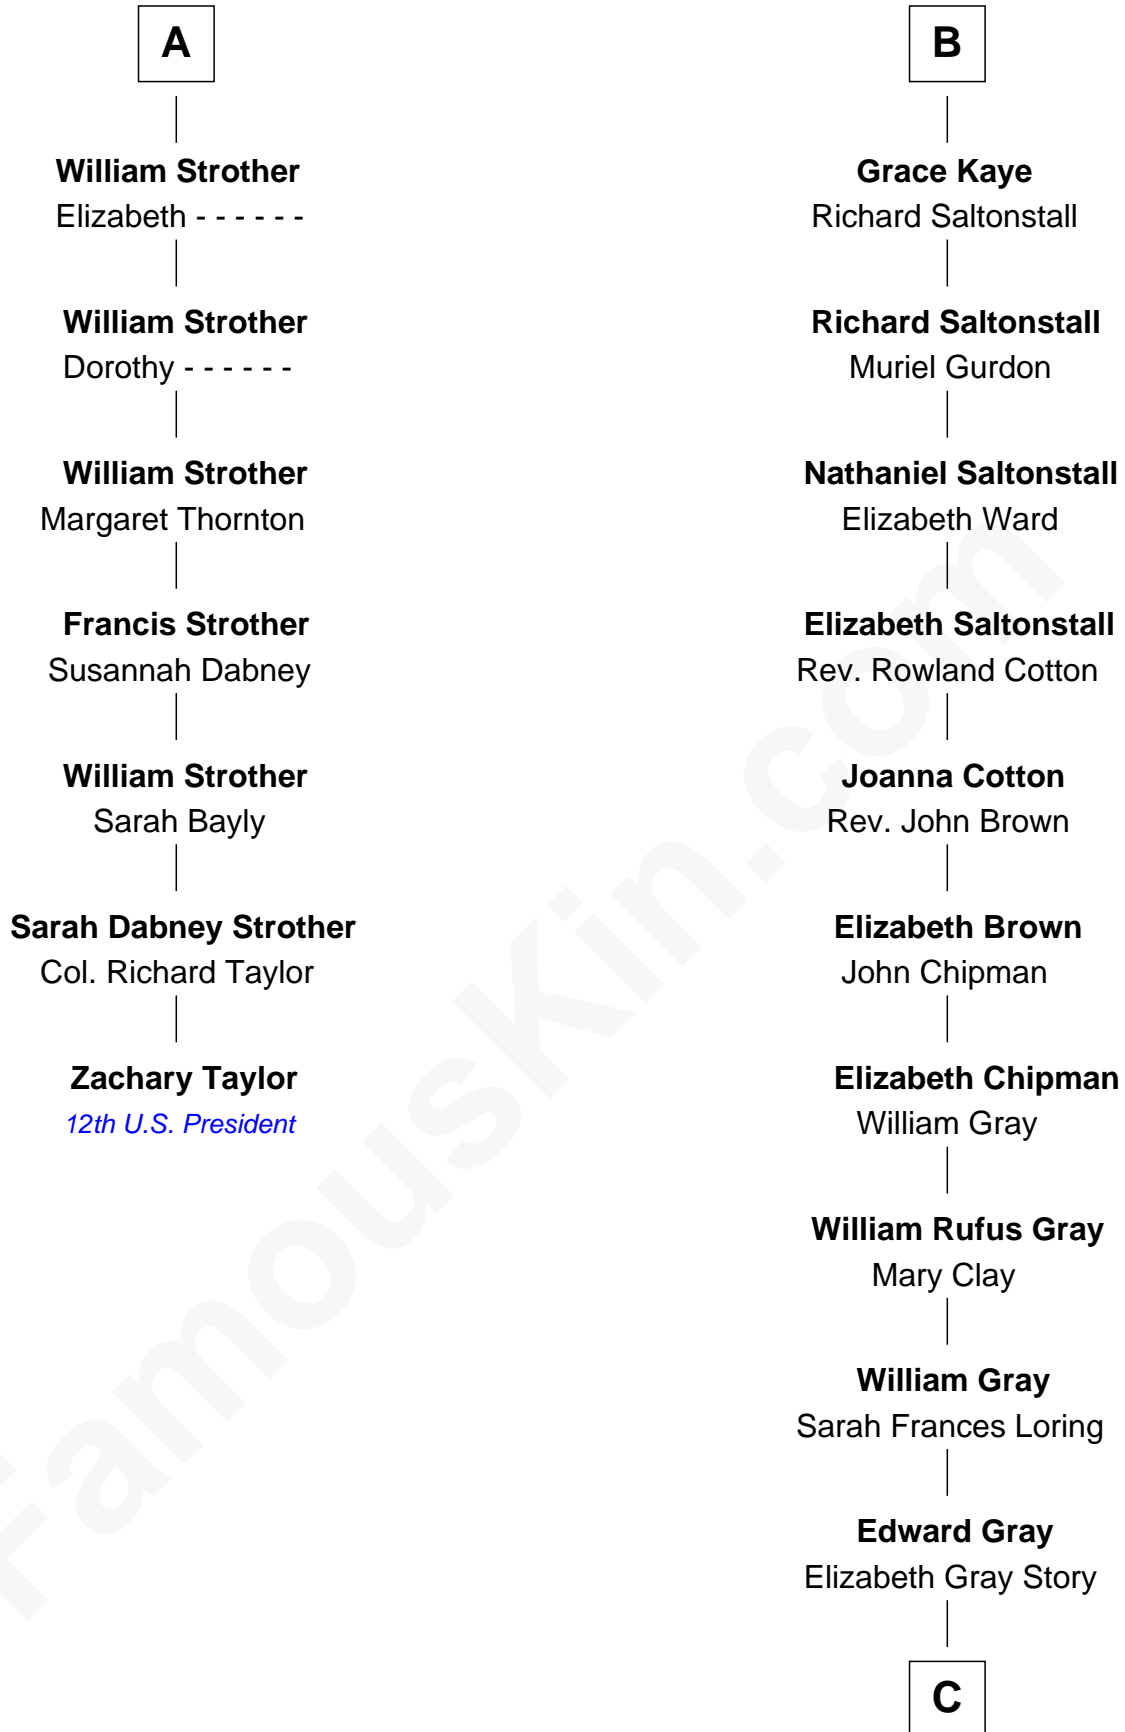 A
William Strother
Elizabeth - - - - - -
William Strother
Dorothy - - - - - -
William Strother
Margaret Thornton
Francis Strother
Susannah Dabney
William Strother
Sarah Bayly
Sarah Dabney Strother
Col. Richard Taylor
Zachary Taylor
12th U.S. President
B
Grace Kaye
Richard Saltonstall
Richard Saltonstall
Muriel Gurdon
Nathaniel Saltonstall
Elizabeth Ward
Elizabeth Saltonstall
Rev. Rowland Cotton
Joanna Cotton
Rev. John Brown
Elizabeth Brown
John Chipman
Elizabeth Chipman
William Gray
William Rufus Gray
Mary Clay
William Gray
Sarah Frances Loring
Edward Gray
Elizabeth Gray Story
C
FamousKin.com